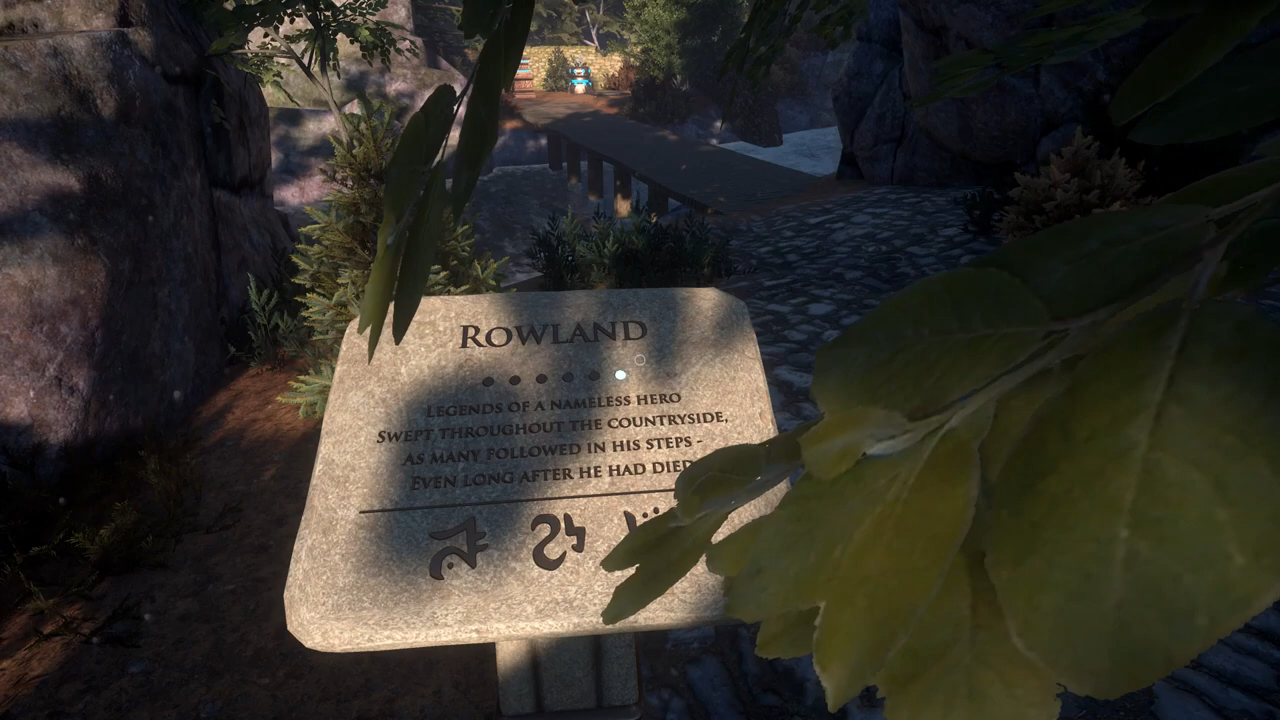 Rowland
Legends of a nameless hero
Swept throughout the countryside,
as many followed in his steps -
Even long after he had died